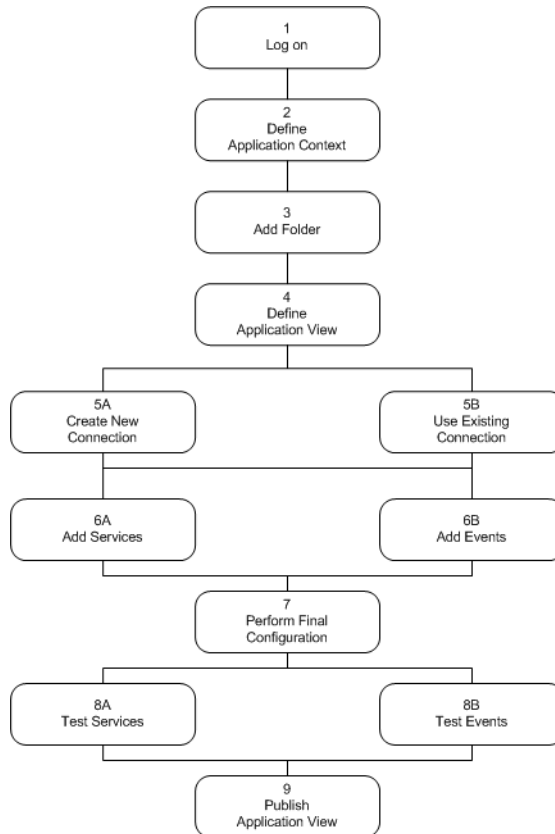 1
Log on
2
Define
Application Context
3
Add Folder
4
Define
Application View
5A
Create New
Connection
5B
Use Existing
Connection
6A
Add Services
6B
Add Events
7
Perform Final
Configuration
8A
Test Services
8B
Test Events
9
Publish
Application View